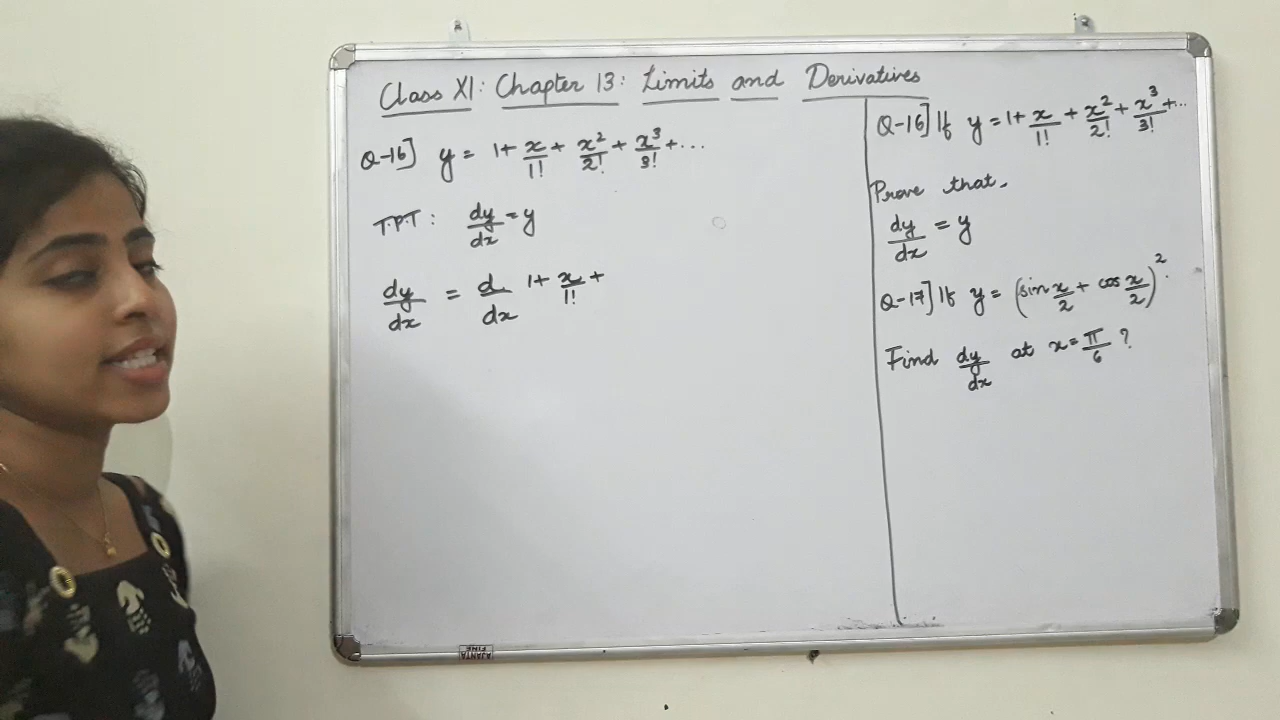 Class XI: Chapter 13: Limits and Derivatives
Q-16] y = 1 + x/1! + x²/2! + x³/3! + ...
T.P.T: dy/dx = y
dy/dx = d/dx 1 + x/1! +
Q-16] If y = 1 + x/1! + x²/2! + x³/3! + ...
Prove that,
dy/dx = y
Q-17] If y = (sin x/2 + cos x/2)².
Find dy/dx at x = π/6 ?
AJANTA
FINE